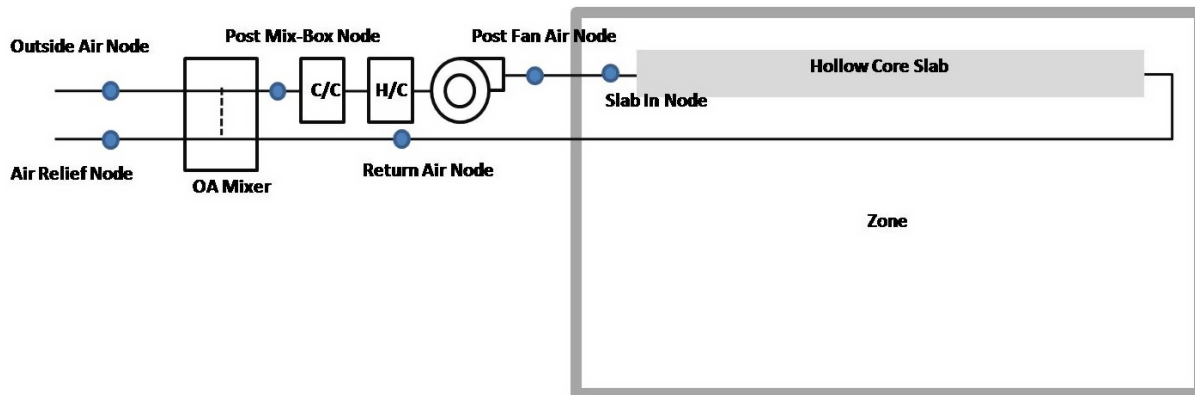 Outside Air Node
Post Mix-Box Node
Post Fan Air Node
Hollow Core Slab
C/C
H/C
Slab In Node
Air Relief Node
OA Mixer
Return Air Node
Zone